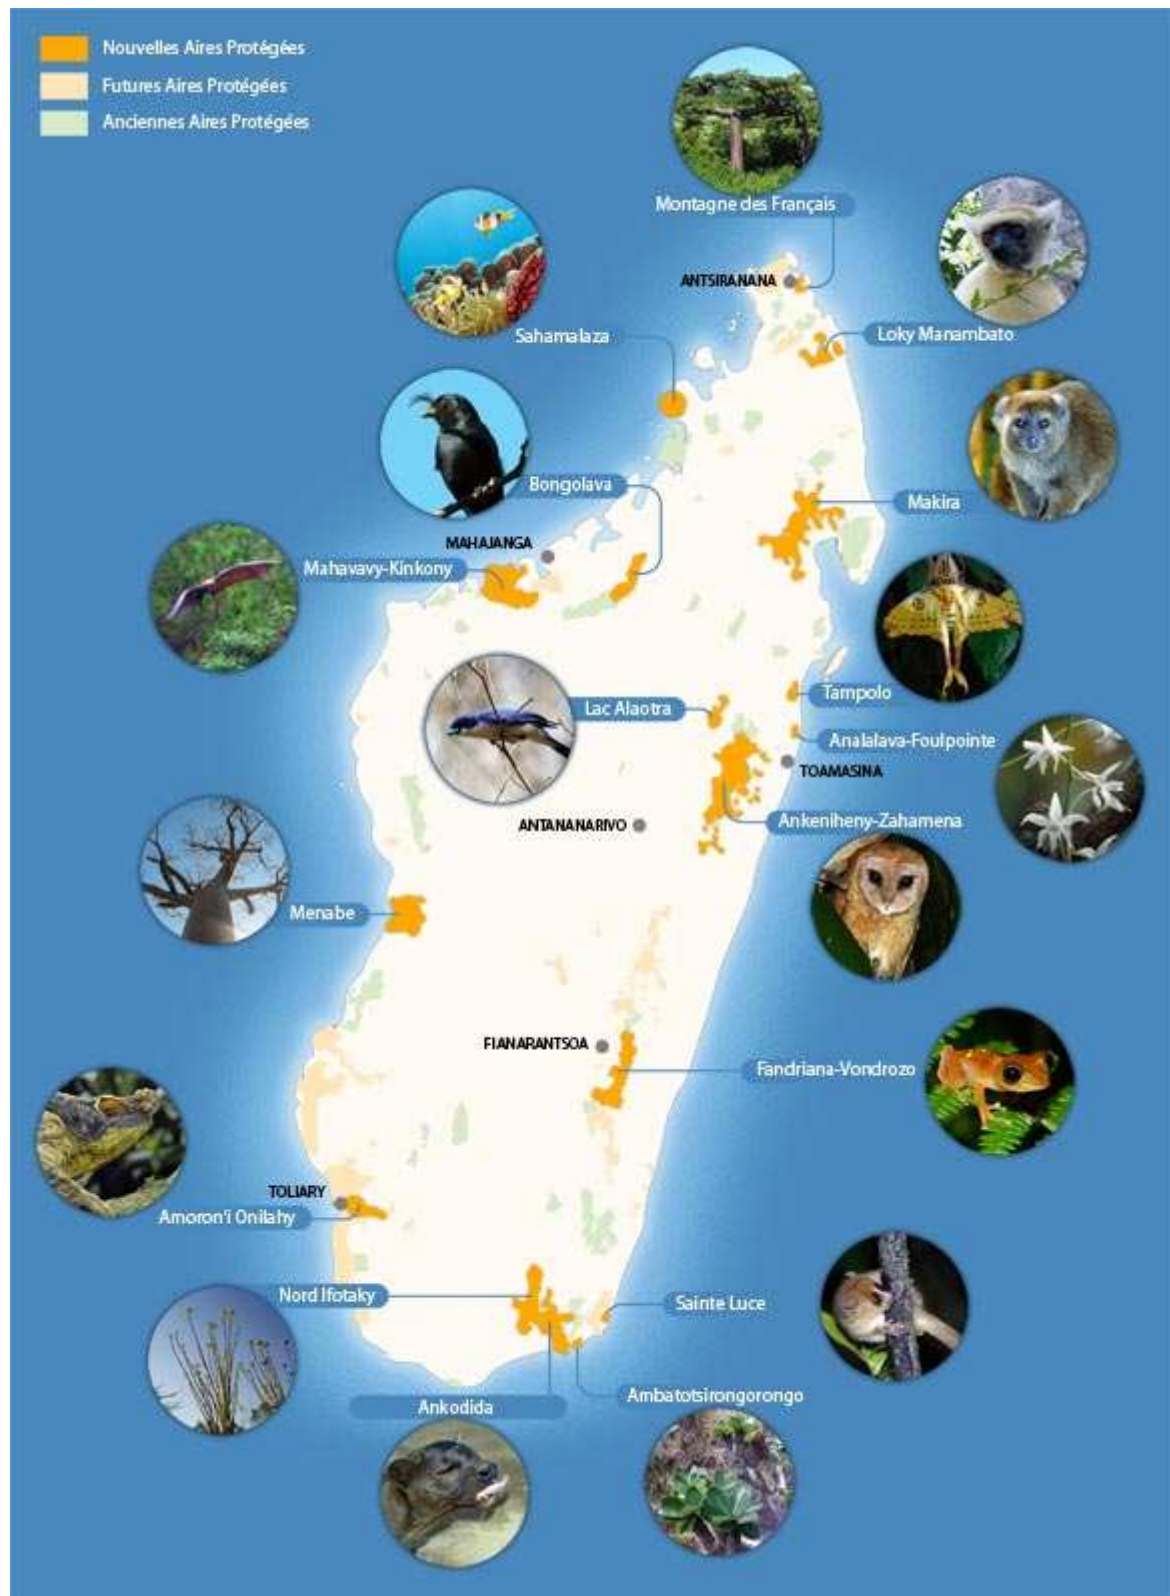 Nouvelles Aires Protégées
Futures Aires Protégées
Anciennes Aires Protégées
Montagne des Français
ANTSIRANANA
Sahamalaza
Loky Manambato
Bongolava
Makira
MAHAJANGA
Mahavavy-Kinkony
Tampolo
Lac Alaotra
Analalava-Foulpointe
TOAMASINA
ANTANANARIVO
Ankeniheny-Zahamena
Menabe
FIANARANTSOA
Fandriana-Vondrozo
TOLIARY
Amoron'i Onilahy
Nord Ifotaky
Sainte Luce
Ambatotsirongorongo
Ankodida